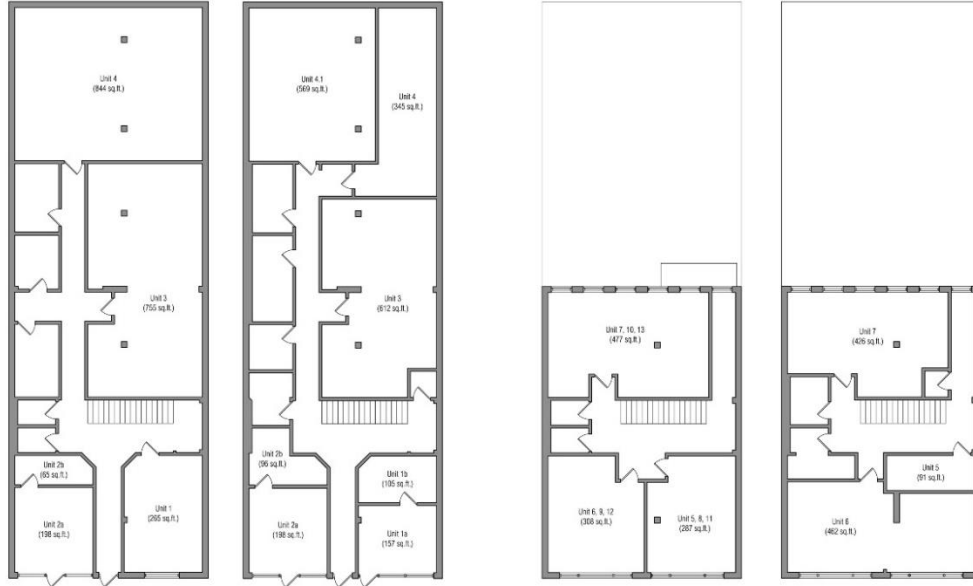 Unit 4
(844 sq.ft.)
Unit 3
(755 sq.ft.)
Unit 2b
(65 sq.ft.)
Unit 2a
(198 sq.ft.)
Unit 1
(265 sq.ft.)
Unit 4.1
(569 sq.ft.)
Unit 4
(345 sq.ft.)
Unit 3
(612 sq.ft.)
Unit 2b
(96 sq.ft.)
Unit 1b
(105 sq.ft.)
Unit 2a
(198 sq.ft.)
Unit 1a
(157 sq.ft.)
Unit 7, 10, 13
(477 sq.ft.)
Unit 6, 9, 12
(308 sq.ft.)
Unit 5, 8, 11
(287 sq.ft.)
Unit 7
(426 sq.ft.)
Unit 5
(91 sq.ft.)
Unit 6
(462 sq.ft.)